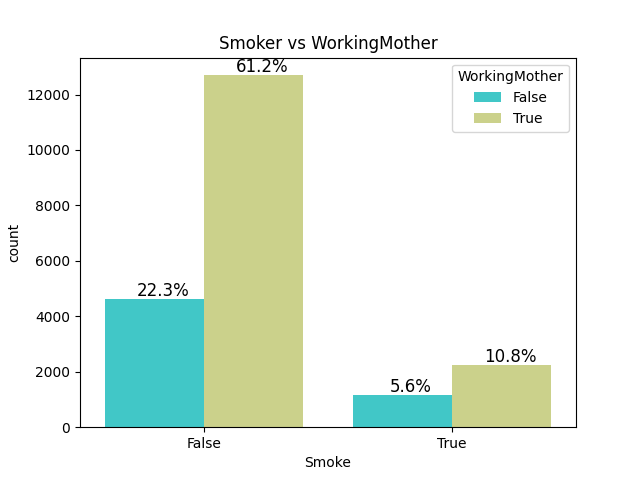 Smoker vs WorkingMother
61.2%
WorkingMother
False
True
22.3%
10.8%
5.6%
12000
10000
8000
6000
4000
2000
0
count
False
True
Smoke